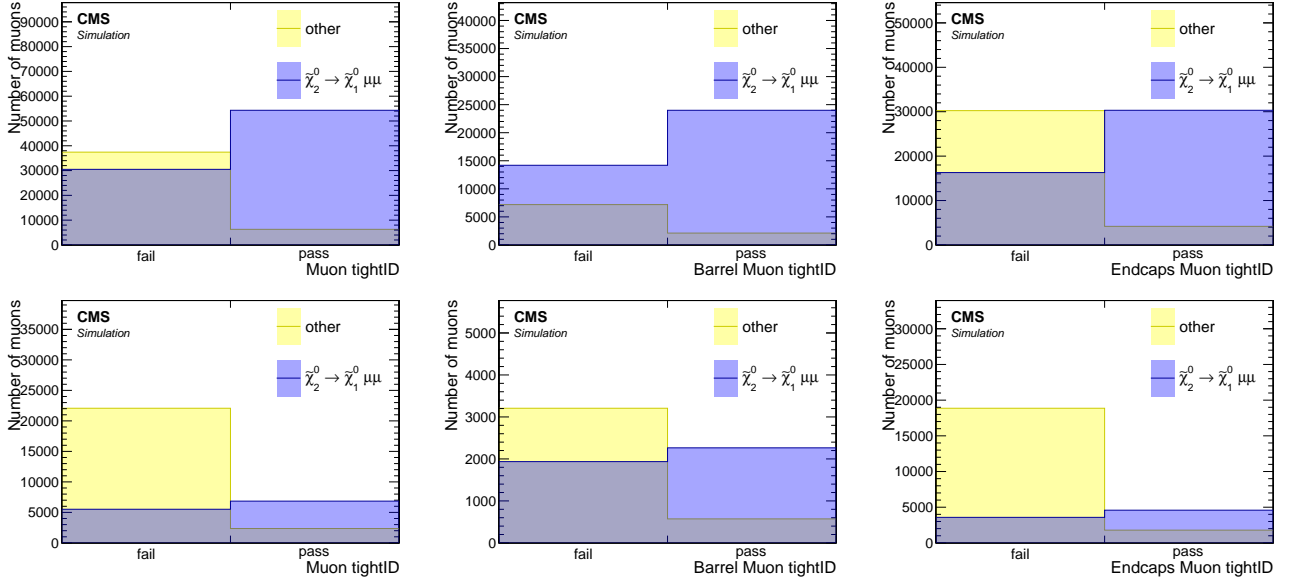 CMS
Simulation
other
χ̃⁰₂ → χ̃⁰₁ μμ
Number of muons
90000
80000
70000
60000
50000
40000
30000
20000
10000
0
fail
pass
Muon tightID
CMS
Simulation
other
χ̃⁰₂ → χ̃⁰₁ μμ
Number of muons
40000
35000
30000
25000
20000
15000
10000
5000
0
fail
pass
Barrel Muon tightID
CMS
Simulation
other
χ̃⁰₂ → χ̃⁰₁ μμ
Number of muons
50000
40000
30000
20000
10000
0
fail
pass
Endcaps Muon tightID
CMS
Simulation
other
χ̃⁰₂ → χ̃⁰₁ μμ
Number of muons
35000
30000
25000
20000
15000
10000
5000
0
fail
pass
Muon tightID
CMS
Simulation
other
χ̃⁰₂ → χ̃⁰₁ μμ
Number of muons
5000
4000
3000
2000
1000
0
fail
pass
Barrel Muon tightID
CMS
Simulation
other
χ̃⁰₂ → χ̃⁰₁ μμ
Number of muons
30000
25000
20000
15000
10000
5000
0
fail
pass
Endcaps Muon tightID